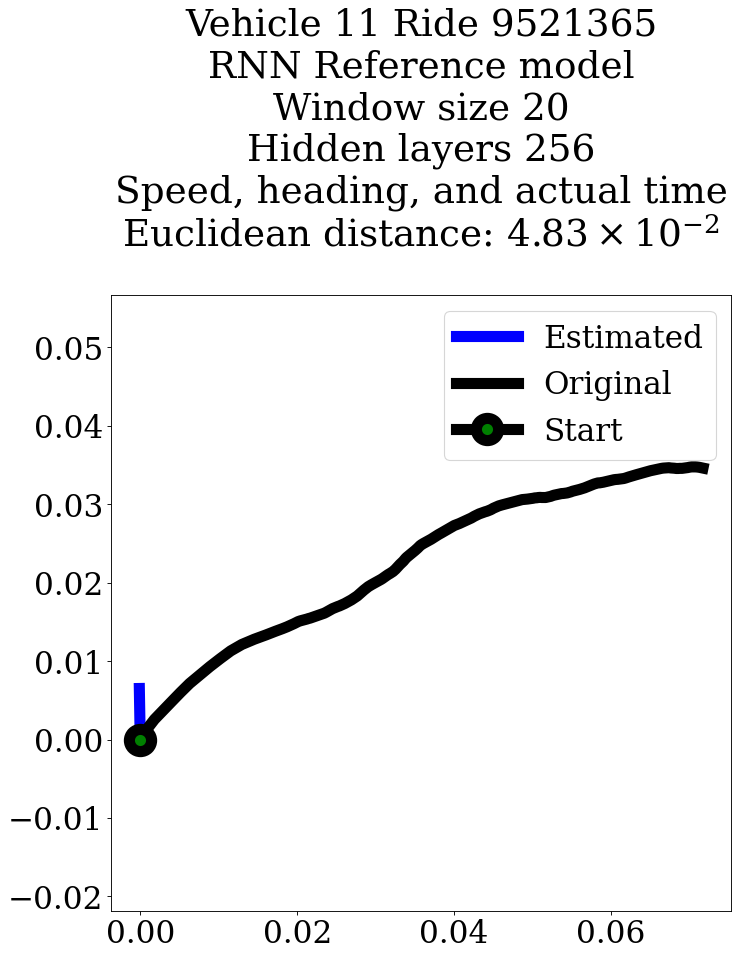 Vehicle 11 Ride 9521365
RNN Reference model
Window size 20
Hidden layers 256
Speed, heading, and actual time
Euclidean distance: 4.83 × 10⁻²
Estimated
Original
Start
0.05
0.04
0.03
0.02
0.01
0.00
−0.01
−0.02
0.00 0.02 0.04 0.06